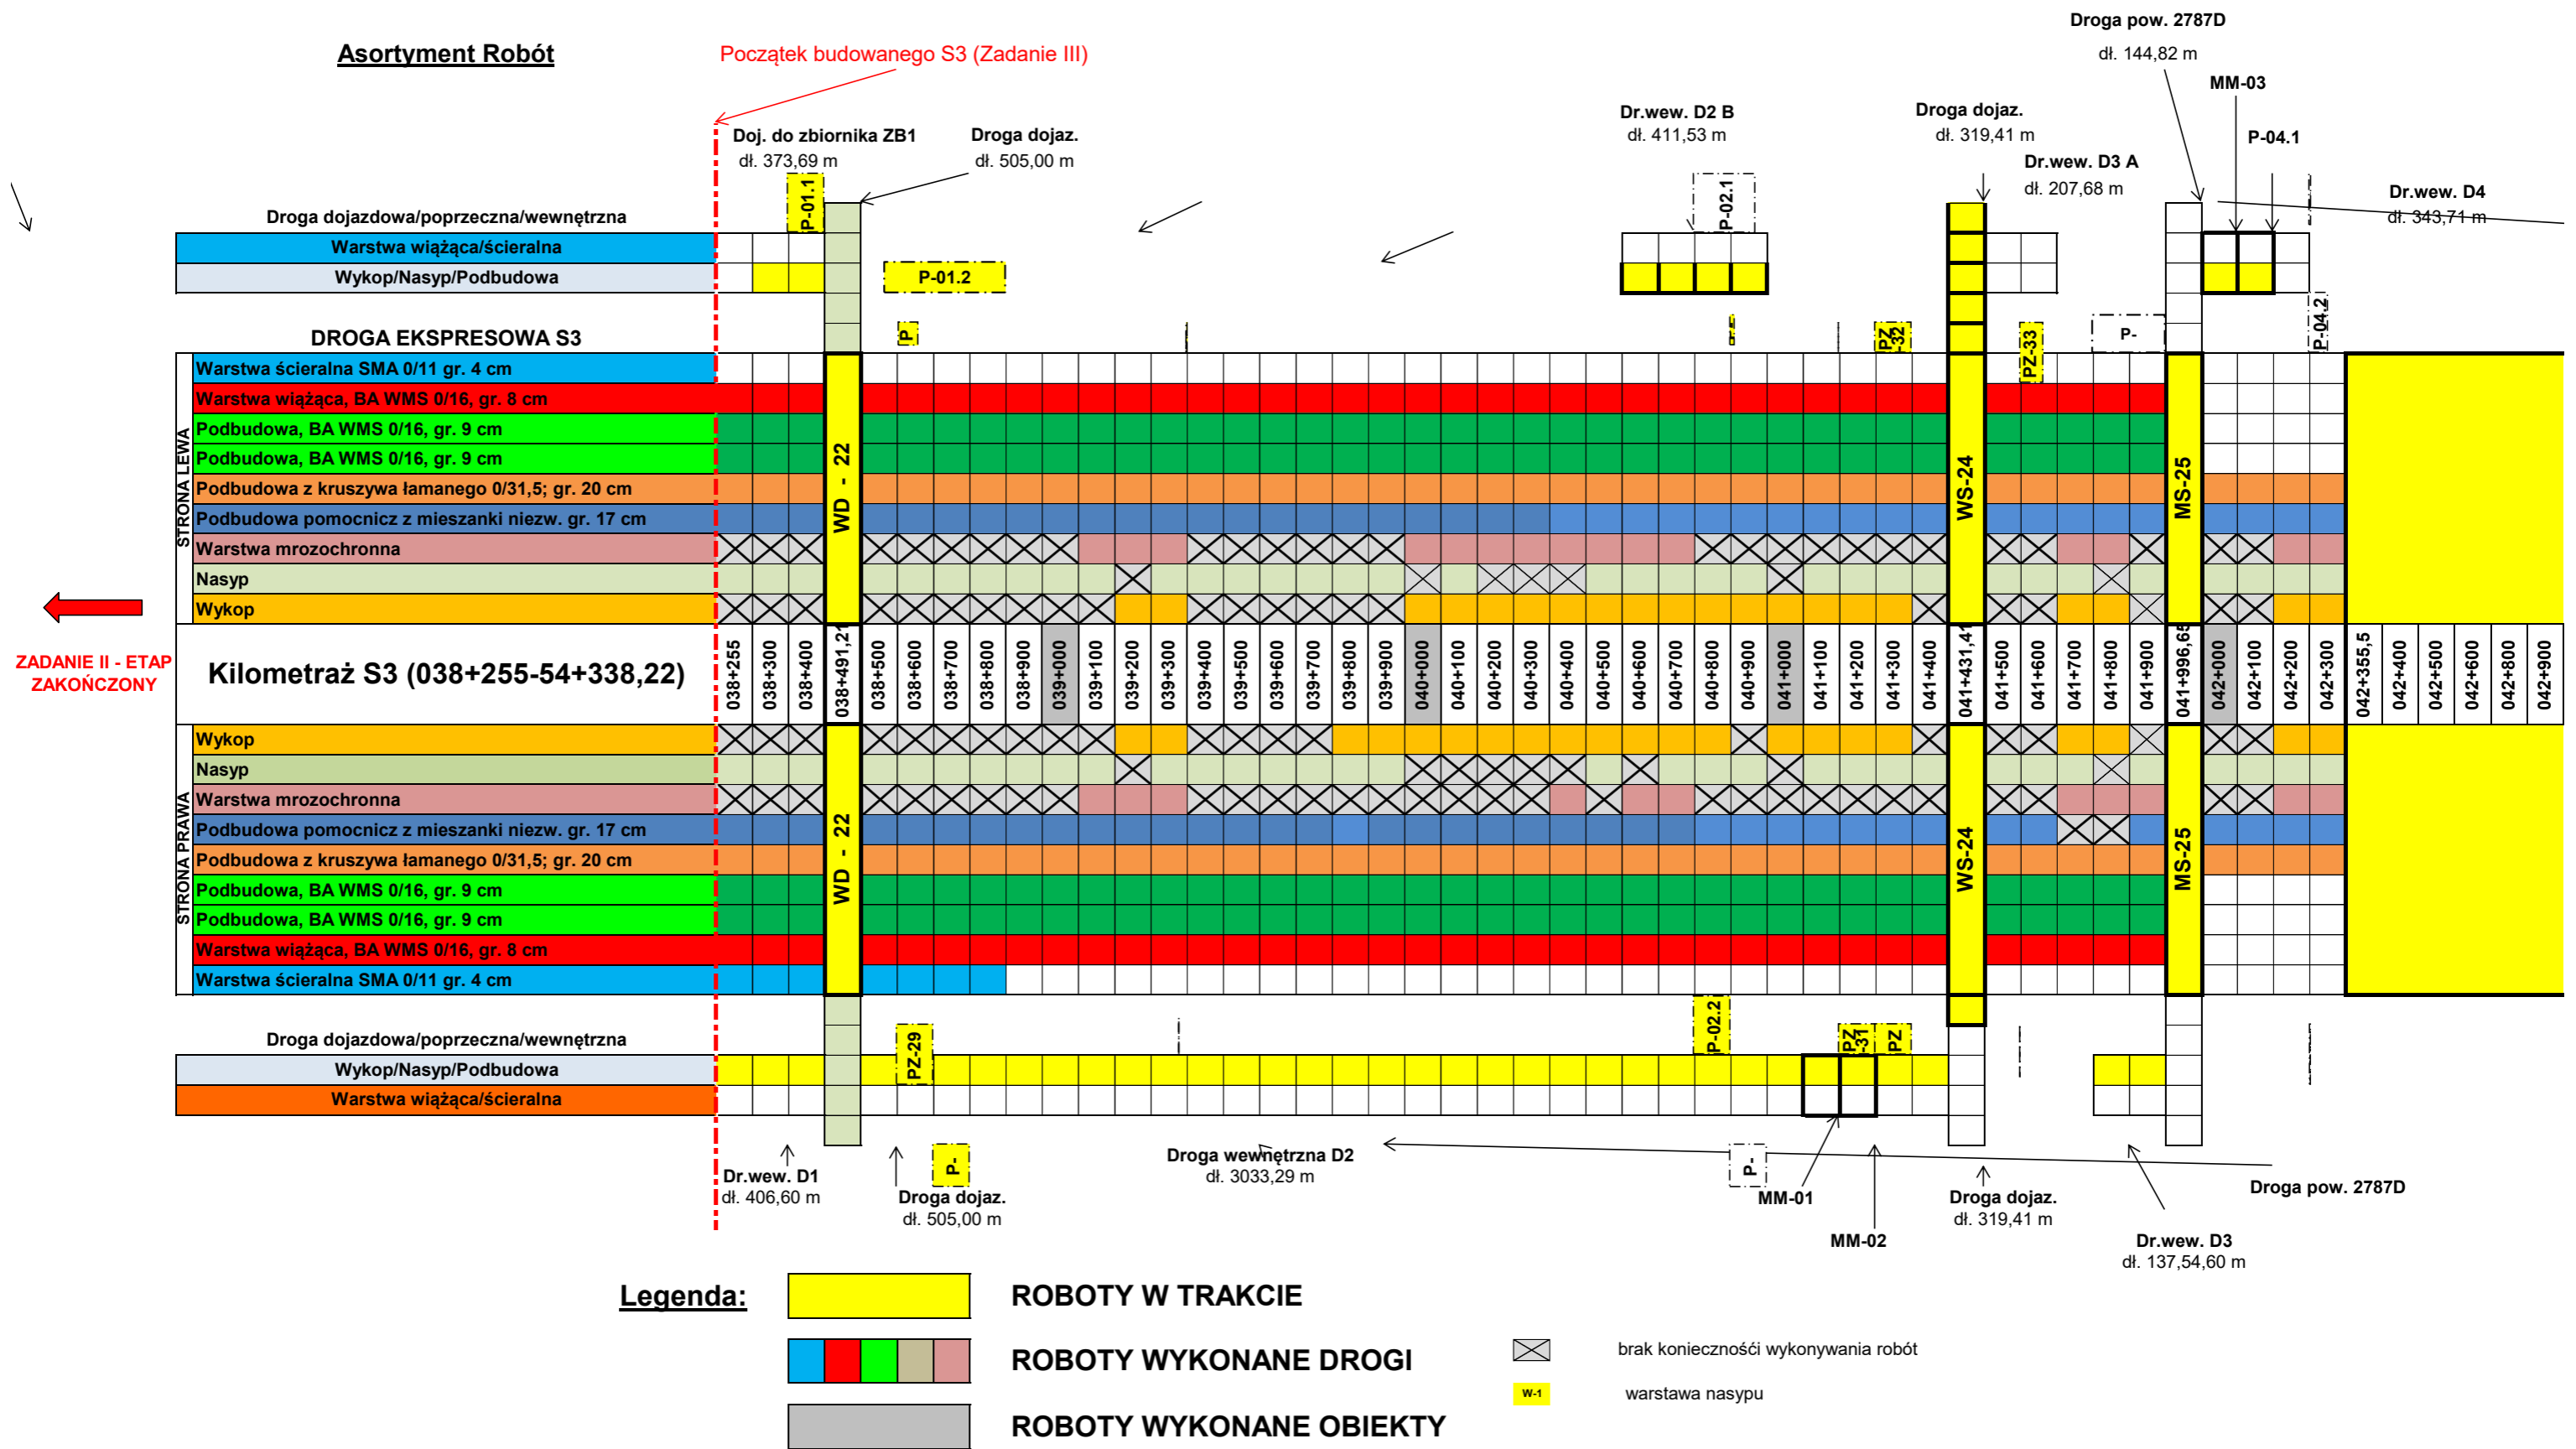 Asortyment Robót
Początek budowanego S3 (Zadanie III)
Droga pow. 2787D
dł. 144,82 m
MM-03
P-04.1
Dr.wew. D2 B
dł. 411,53 m
Droga dojaz.
dł. 319,41 m
Dr.wew. D3 A
dł. 207,68 m
Dr.wew. D4
dł. 343,71 m
Doj. do zbiornika ZB1
dł. 373,69 m
Droga dojaz.
dł. 505,00 m
P-01.1
P-02.1
Droga dojazdowa/poprzeczna/wewnętrzna
Warstwa wiążąca/ścieralna
Wykop/Nasyp/Podbudowa
P-01.2
P-04.2
DROGA EKSPRESOWA S3
P
PZ
-32
PZ-33
P-
STRONA LEWA
Warstwa ścieralna SMA 0/11 gr. 4 cm
Warstwa wiążąca, BA WMS 0/16, gr. 8 cm
Podbudowa, BA WMS 0/16, gr. 9 cm
Podbudowa, BA WMS 0/16, gr. 9 cm
Podbudowa z kruszywa łamanego 0/31,5; gr. 20 cm
Podbudowa pomocnicz z mieszanki niezw. gr. 17 cm
Warstwa mrozochronna
Nasyp
Wykop
WD - 22
WS-24
MS-25
ZADANIE II - ETAP
ZAKOŃCZONY
Kilometraż S3 (038+255-54+338,22)
038+255
038+300
038+400
038+491,21
038+500
038+600
038+700
038+800
038+900
039+000
039+100
039+200
039+300
039+400
039+500
039+700
039+800
039+900
040+000
040+100
040+200
040+300
040+400
040+500
040+600
040+700
040+800
040+900
041+000
041+100
041+200
041+300
041+400
041+431,41
041+500
041+600
041+700
041+800
041+900
041+996,65
042+000
042+100
042+200
042+300
042+355,5
042+400
042+500
042+600
042+800
042+900
STRONA PRAWA
Wykop
Nasyp
Warstwa mrozochronna
Podbudowa pomocnicz z mieszanki niezw. gr. 17 cm
Podbudowa z kruszywa łamanego 0/31,5; gr. 20 cm
Podbudowa, BA WMS 0/16, gr. 9 cm
Podbudowa, BA WMS 0/16, gr. 9 cm
Warstwa wiążąca, BA WMS 0/16, gr. 8 cm
Warstwa ścieralna SMA 0/11 gr. 4 cm
WD - 22
WS-24
MS-25
Droga dojazdowa/poprzeczna/wewnętrzna
Wykop/Nasyp/Podbudowa
Warstwa wiążąca/ścieralna
PZ-29
P-02.2
PZ
-31
PZ
P-
P-
Dr.wew. D1
dł. 406,60 m
Droga dojaz.
dł. 505,00 m
Droga wewnętrzna D2
dł. 3033,29 m
MM-01
MM-02
Droga dojaz.
dł. 319,41 m
Droga pow. 2787D
Dr.wew. D3
dł. 137,54,60 m
Legenda:
ROBOTY W TRAKCIE
ROBOTY WYKONANE DROGI
ROBOTY WYKONANE OBIEKTY
brak koniecznośći wykonywania robót
W-1
warstawa nasypu